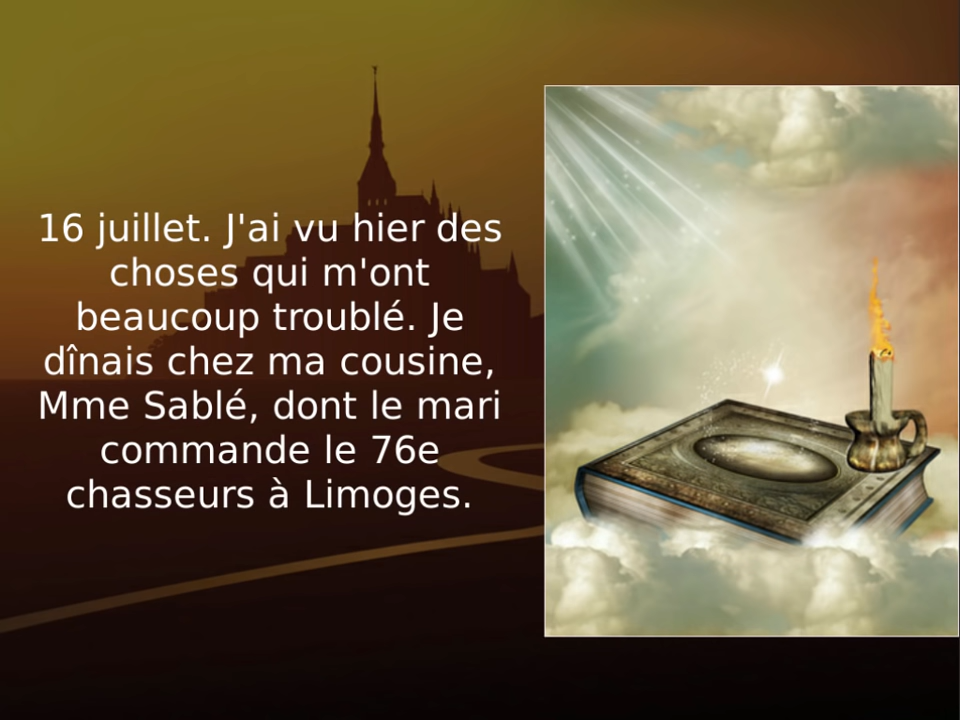 16 juillet. J'ai vu hier des
choses qui m'ont
beaucoup troublé. Je
dînais chez ma cousine,
Mme Sablé, dont le mari
commande le 76e
chasseurs à Limoges.